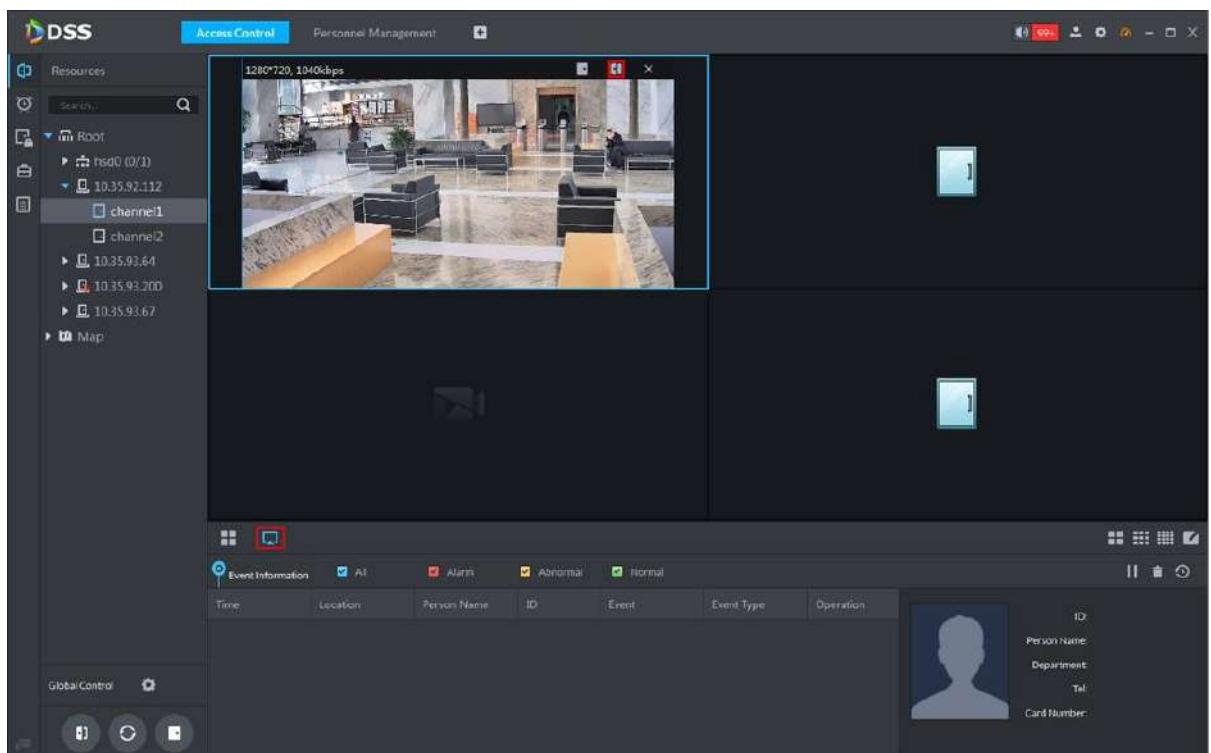 DSS
Access Control
Personnel Management
99+
Resources
Search...
Root
hsd0 (0/1)
10.35.92.112
channel1
channel2
10.35.93.64
10.35.93.200
10.35.93.67
Map
Global Control
1280*720, 1040kbps
Event Information
All
Alarm
Abnormal
Normal
Time
Location
Person Name
ID
Event
Event Type
Operation
ID:
Person Name:
Department:
Tel:
Card Number: